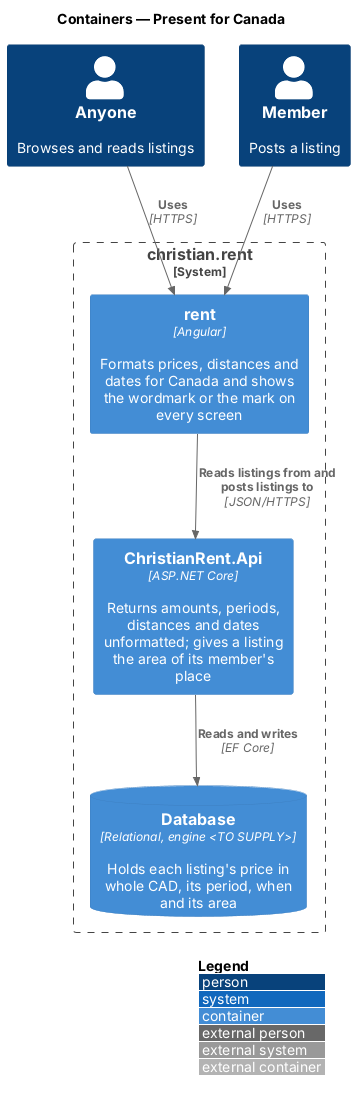 Containers — Present for Canada
Anyone
Browses and reads listings
Member
Posts a listing
Uses
[HTTPS]
Uses
[HTTPS]
christian.rent
[System]
rent
[Angular]
Formats prices, distances and
dates for Canada and shows
the wordmark or the mark on
every screen
Reads listings from and
posts listings to
[JSON/HTTPS]
ChristianRent.Api
[ASP.NET Core]
Returns amounts, periods,
distances and dates
unformatted; gives a listing
the area of its member's
place
Reads and writes
[EF Core]
Database
[Relational, engine <TO SUPPLY>]
Holds each listing's price in
whole CAD, its period, when
and its area
Legend
person
system
container
external person
external system
external container